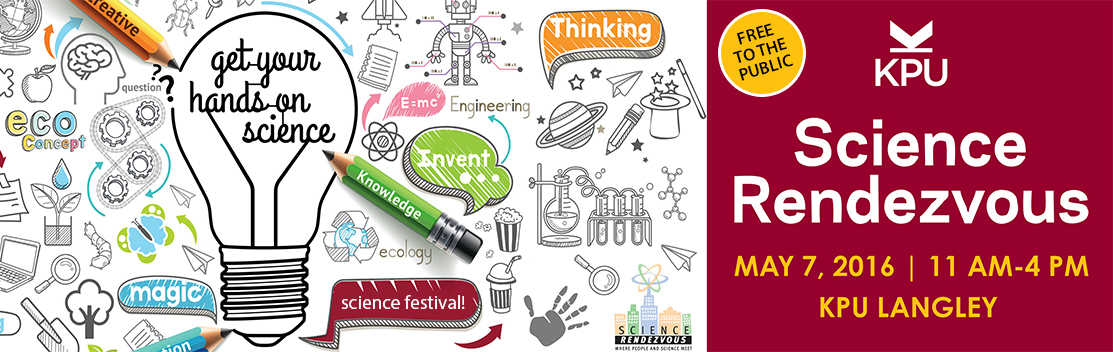 Creative
get your
hands-on
science
question
??
eco
Concept
E=mc²
Engineering
Thinking
Invent
Knowledge
ecology
magic
science festival!
SCIENCE
RENDEZVOUS
WHERE PEOPLE AND SCIENCE MEET
FREE
TO THE
PUBLIC
KPU
Science
Rendezvous
MAY 7, 2016 | 11 AM-4 PM
KPU LANGLEY